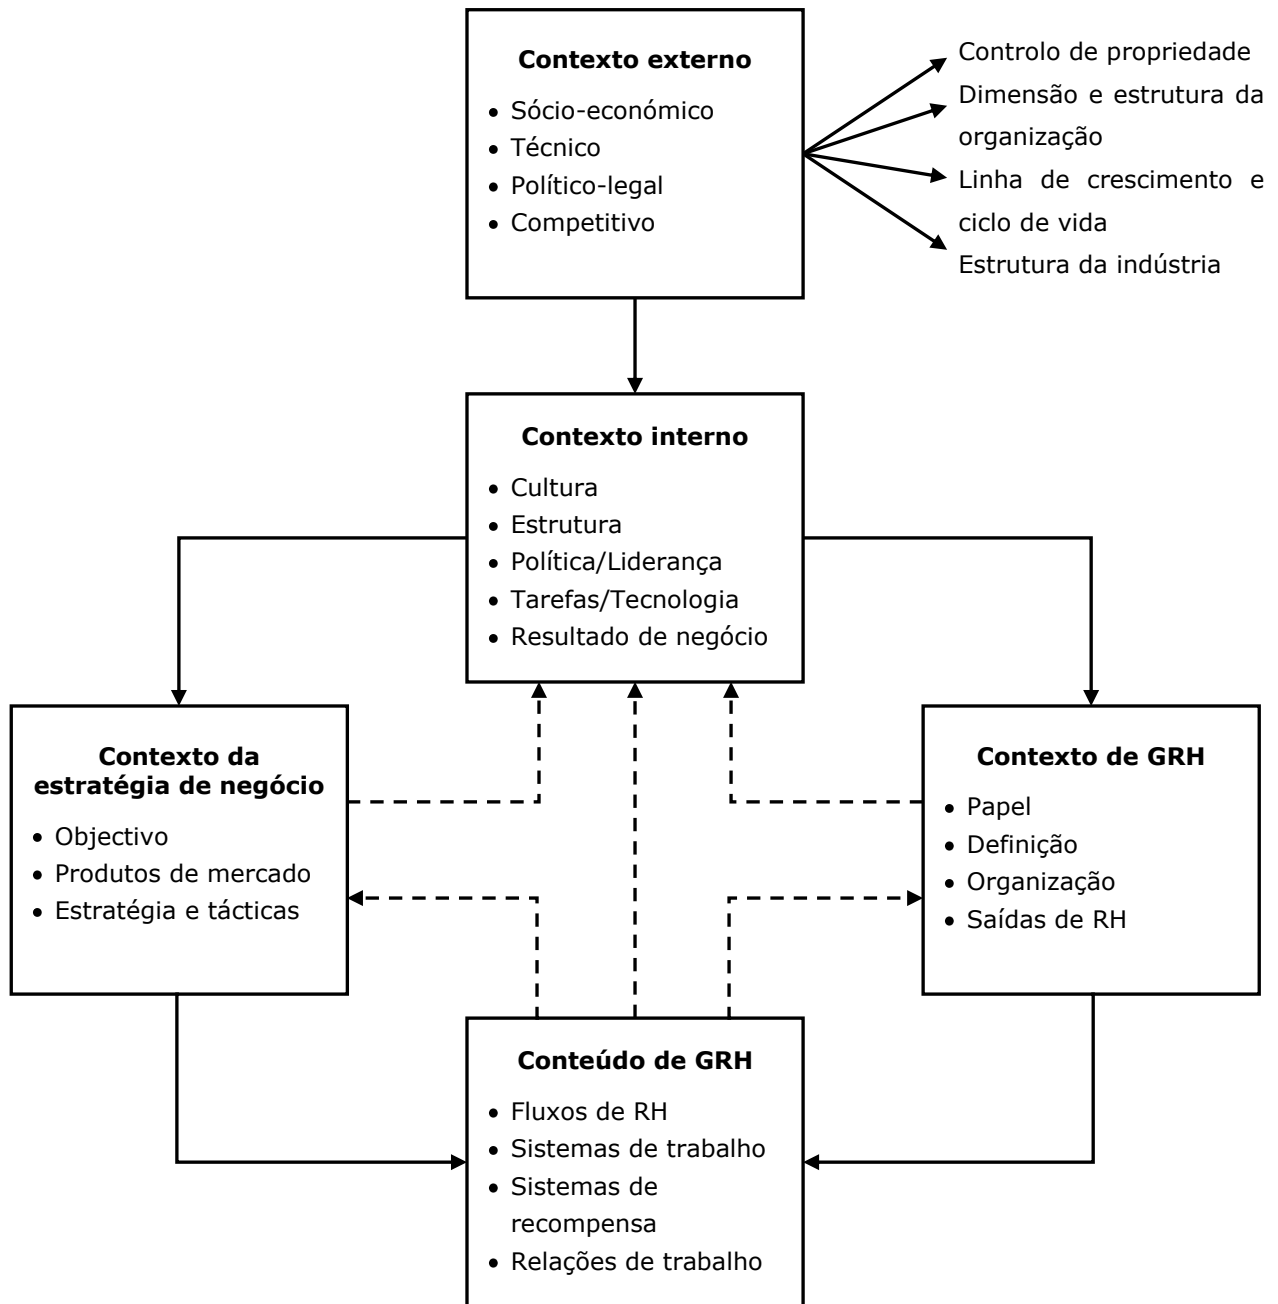 Contexto externo
• Sócio-económico
• Técnico
• Político-legal
• Competitivo
Controlo de propriedade
Dimensão e estrutura da
organização
Linha de crescimento e
ciclo de vida
Estrutura da indústria
Contexto interno
• Cultura
• Estrutura
• Política/Liderança
• Tarefas/Tecnologia
• Resultado de negócio
Contexto da
estratégia de negócio
• Objectivo
• Produtos de mercado
• Estratégia e tácticas
Contexto de GRH
• Papel
• Definição
• Organização
• Saídas de RH
Conteúdo de GRH
• Fluxos de RH
• Sistemas de trabalho
• Sistemas de
recompensa
• Relações de trabalho